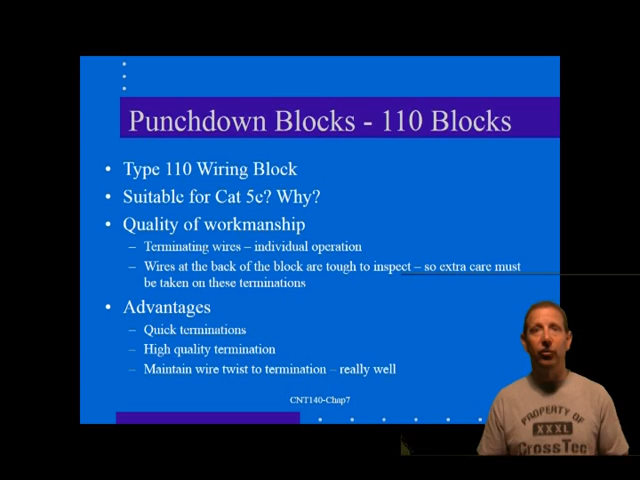 Punchdown Blocks - 110 Blocks
• Type 110 Wiring Block
• Suitable for Cat 5e? Why?
• Quality of workmanship
– Terminating wires – individual operation
– Wires at the back of the block are tough to inspect – so extra care must
be taken on these terminations
• Advantages
– Quick terminations
– High quality termination
– Maintain wire twist to termination – really well
CNT140-Chap7
PROPERTY OF
XXXL
CrossTec